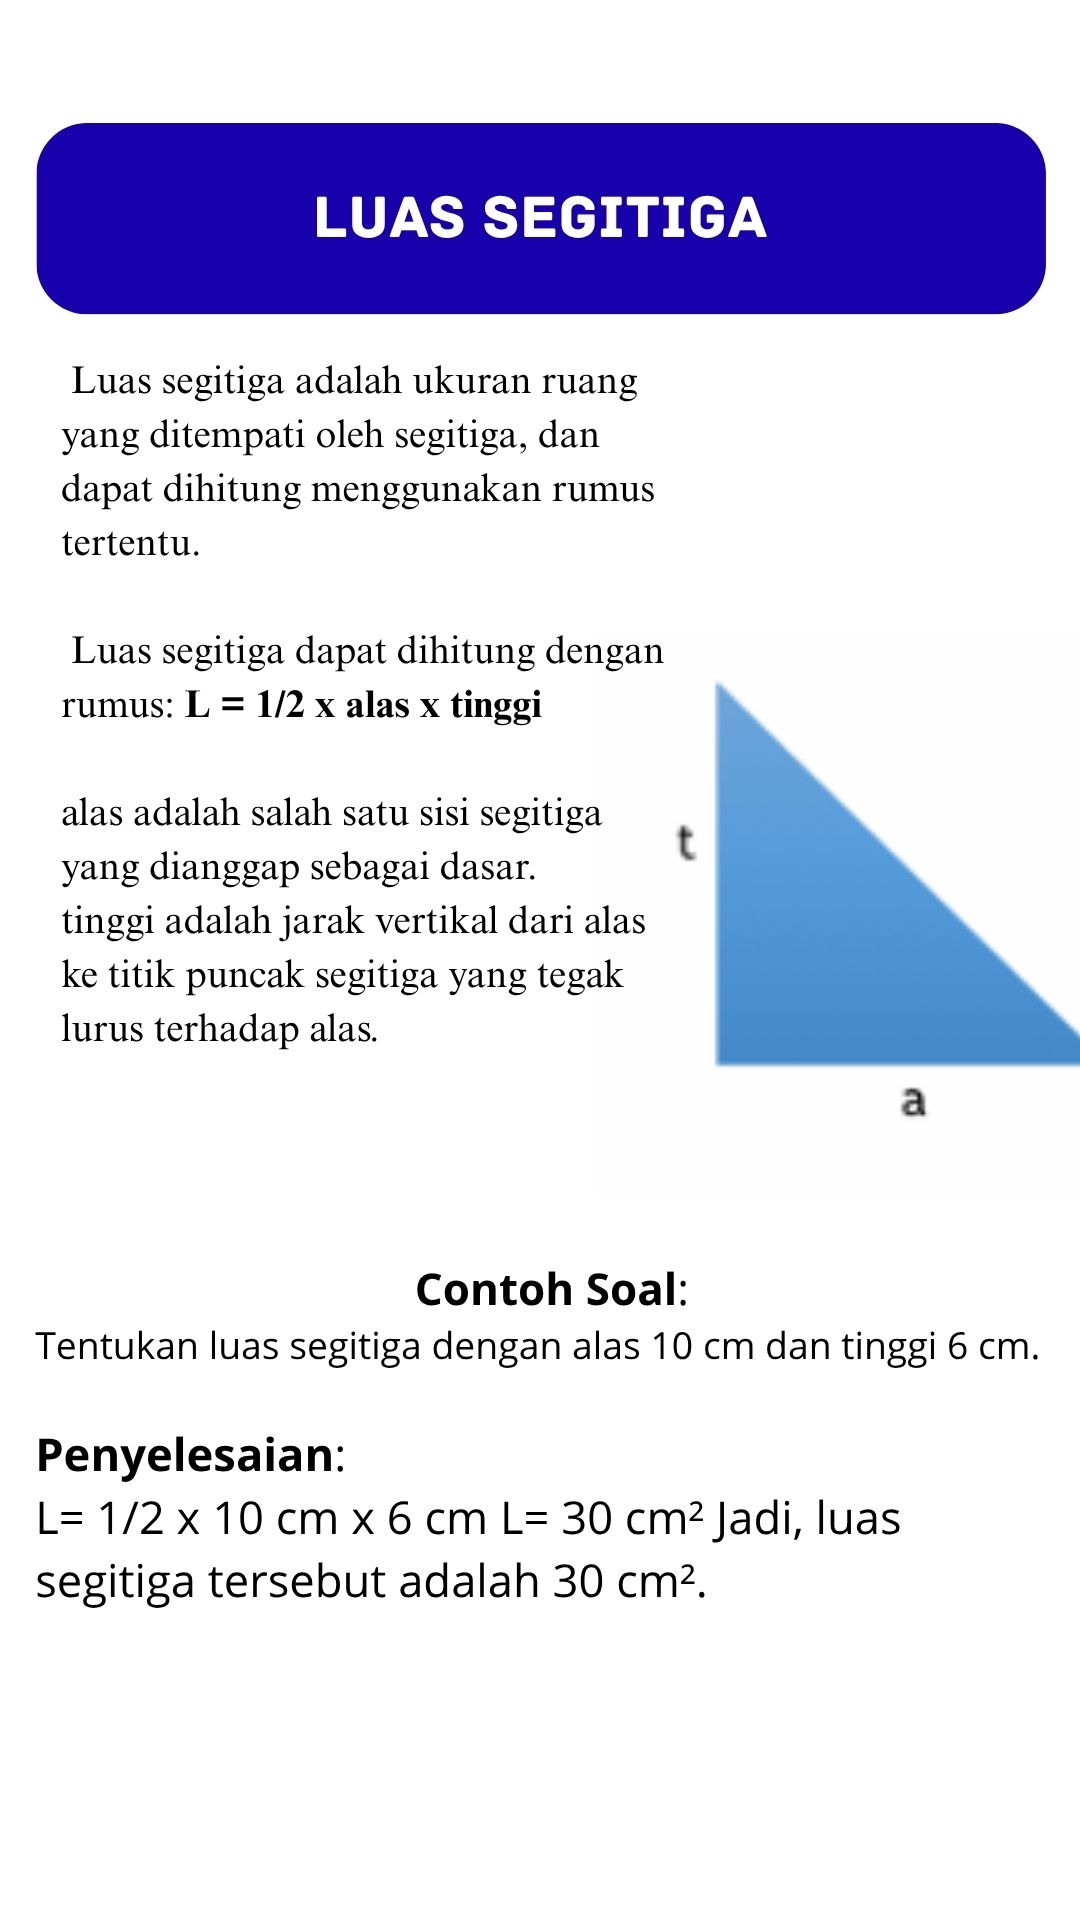 LUAS SEGITIGA
Luas segitiga adalah ukuran ruang
yang ditempati oleh segitiga, dan
dapat dihitung menggunakan rumus
tertentu.
Luas segitiga dapat dihitung dengan
rumus: L = 1/2 x alas x tinggi
alas adalah salah satu sisi segitiga
yang dianggap sebagai dasar.
tinggi adalah jarak vertikal dari alas
ke titik puncak segitiga yang tegak
lurus terhadap alas.
t
a
Contoh Soal:
Tentukan luas segitiga dengan alas 10 cm dan tinggi 6 cm.
Penyelesaian:
L= 1/2 x 10 cm x 6 cm L= 30 cm² Jadi, luas
segitiga tersebut adalah 30 cm².